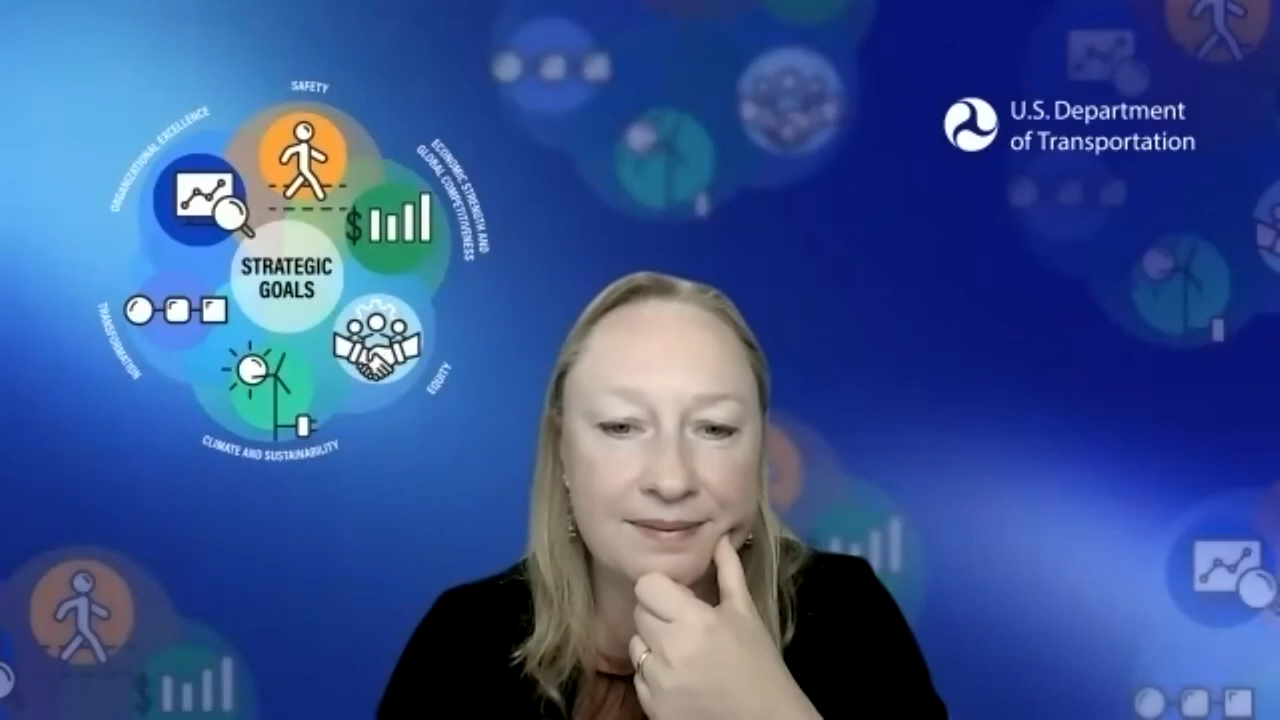 SAFETY
ORGANIZATIONAL EXCELLENCE
ECONOMIC STRENGTH AND
GLOBAL COMPETITIVENESS
U.S. Department
of Transportation
$
STRATEGIC
GOALS
TRANSFORMATION
EQUITY
CLIMATE AND SUSTAINABILITY
$